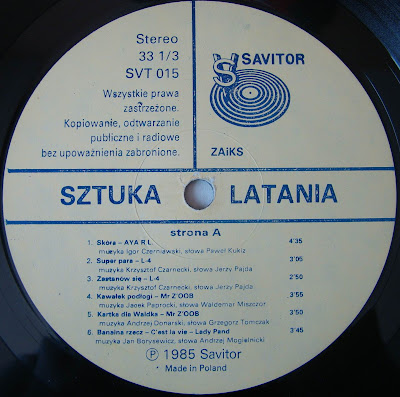 Stereo
33 1/3
SVT 015
Wszystkie prawa
zastrzeżone.
Kopiowanie, odtwarzanie
publiczne i radiowe
bez upoważnienia zabronione.
SAVITOR
ZAiKS
SZTUKA LATANIA
strona A
1. Skóra – AYA R L 4'35
muzyka Igor Czerniawski, słowa Paweł Kukiz
2. Super para – L-4 3'05
muzyka Krzysztof Czarnecki, słowa Jerzy Pajda
3. Zastanów się – L-4 2'50
muzyka Krzysztof Czarnecki, słowa Jerzy Pajda
4. Kawałek podłogi – Mr Z'OOB 3'55
muzyka Jacek Paprocki, słowa Waldemar Miszczor
5. Kartka dla Waldka – Mr Z'OOB 2'50
muzyka Andrzej Donarski, słowa Grzegorz Tomczak
6. Banalna rzecz – C'est la vie – Lady Pand 3'45
muzyka Jan Borysewicz, słowa Andrzej Mogielnicki
Ⓟ 1985 Savitor
Made in Poland